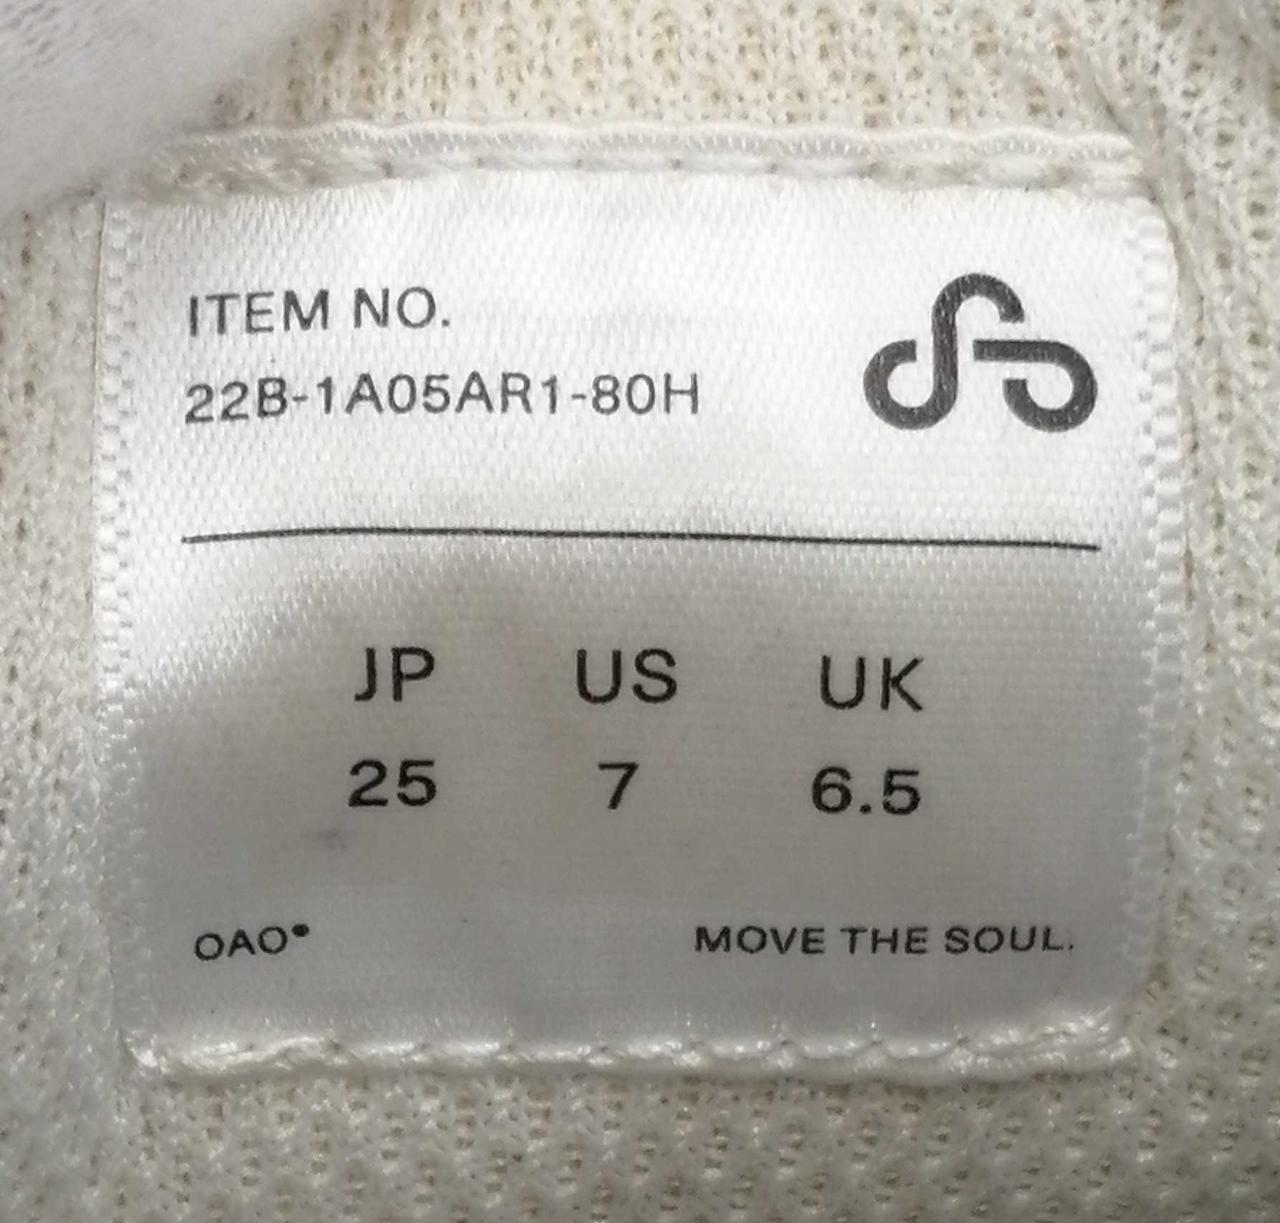 ITEM NO.
22B-1A05AR1-80H
JP US UK
25 7 6.5
OAO•
MOVE THE SOUL.